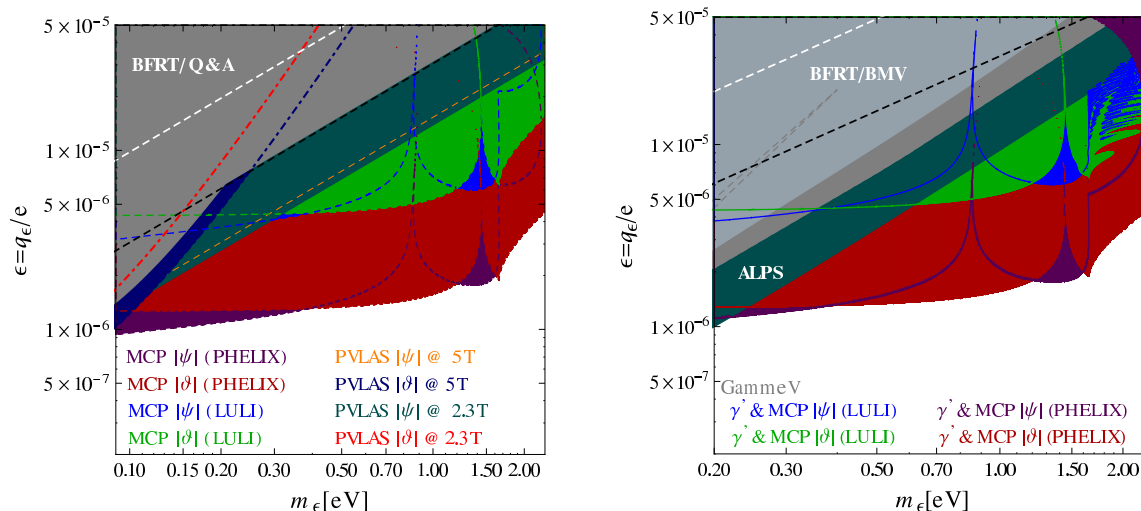 5×10⁻⁵
1×10⁻⁵
5×10⁻⁶
1×10⁻⁶
5×10⁻⁷
ϵ=q_ϵ/e
BFRT/ Q & A
MCP |ψ| (PHELIX)
MCP |ϑ| (PHELIX)
MCP |ψ| (LULI)
MCP |ϑ| (LULI)
PVLAS |ψ| @ 5T
PVLAS |ϑ| @ 5T
PVLAS |ψ| @ 2,3T
PVLAS |ϑ| @ 2,3T
0.10 0.15 0.20 0.30 0.50 0.70 1.00 1.50 2.00
m_ϵ[eV]
5×10⁻⁵
1×10⁻⁵
5×10⁻⁶
1×10⁻⁶
5×10⁻⁷
ϵ=q_ϵ/e
BFRT/BMV
ALPS
GammeV
γ' & MCP |ψ| (LULI)
γ' & MCP |ϑ| (LULI)
γ' & MCP |ψ| (PHELIX)
γ' & MCP |ϑ| (PHELIX)
0.20 0.30 0.70 1.00 1.50 2.00
m_ϵ[eV]